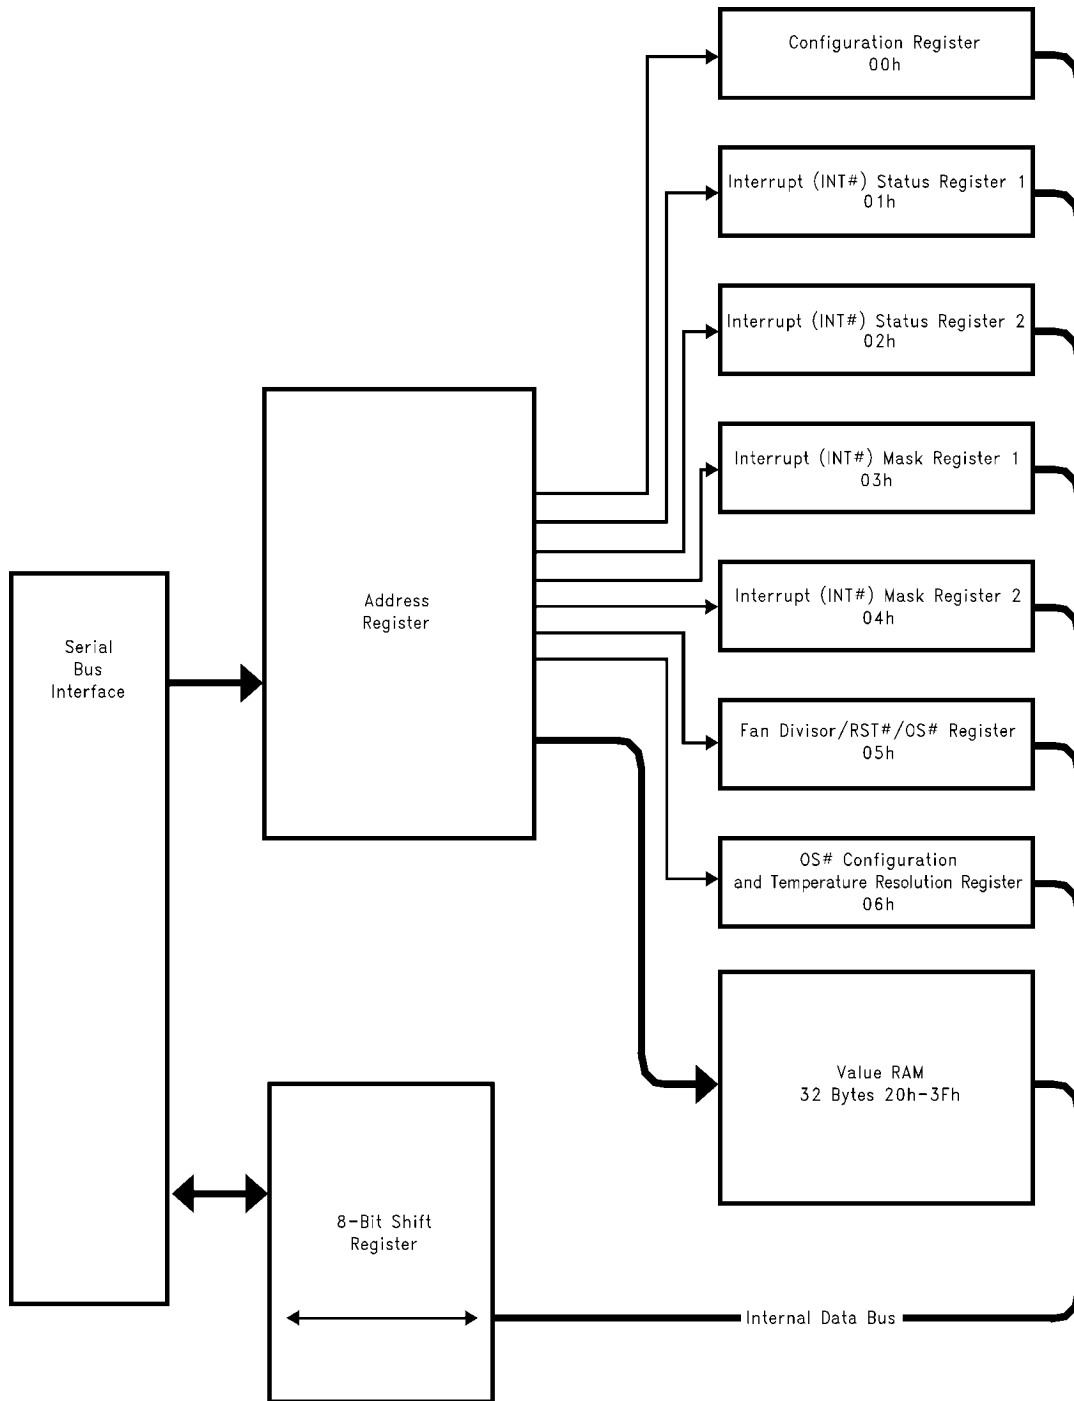 Configuration Register
00h
Interrupt (INT#) Status Register 1
01h
Interrupt (INT#) Status Register 2
02h
Interrupt (INT#) Mask Register 1
03h
Interrupt (INT#) Mask Register 2
04h
Fan Divisor/RST#/OS# Register
05h
OS# Configuration
and Temperature Resolution Register
06h
Value RAM
32 Bytes 20h-3Fh
Address
Register
Serial
Bus
Interface
8-Bit Shift
Register
Internal Data Bus